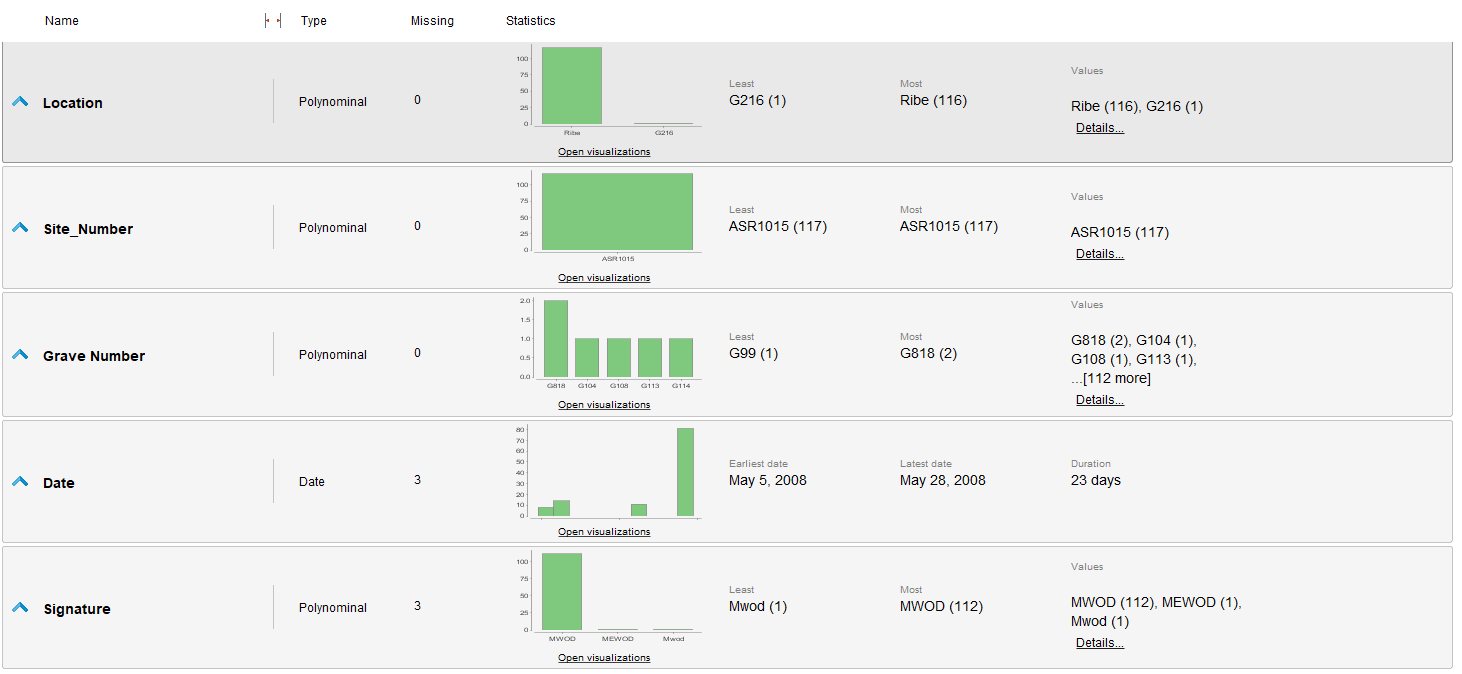 Name Type Missing Statistics
Location Polynominal 0
100
75
50
25
0
Ribe G216
Open visualizations
Least
G216 (1)
Most
Ribe (116)
Values
Ribe (116), G216 (1)
Details...
Site_Number Polynominal 0
100
75
50
25
0
ASR1015
Open visualizations
Least
ASR1015 (117)
Most
ASR1015 (117)
Values
ASR1015 (117)
Details...
Grave Number Polynominal 0
2.0
1.5
1.0
0.5
0.0
G818 G104 G108 G113 G114
Open visualizations
Least
G99 (1)
Most
G818 (2)
Values
G818 (2), G104 (1),
G108 (1), G113 (1),
...[112 more]
Details...
Date Date 3
80
70
60
50
40
30
20
10
0
Open visualizations
Earliest date
May 5, 2008
Latest date
May 28, 2008
Duration
23 days
Signature Polynominal 3
100
75
50
25
0
MWOD MEWOD Mwod
Open visualizations
Least
Mwod (1)
Most
MWOD (112)
Values
MWOD (112), MEWOD (1),
Mwod (1)
Details...